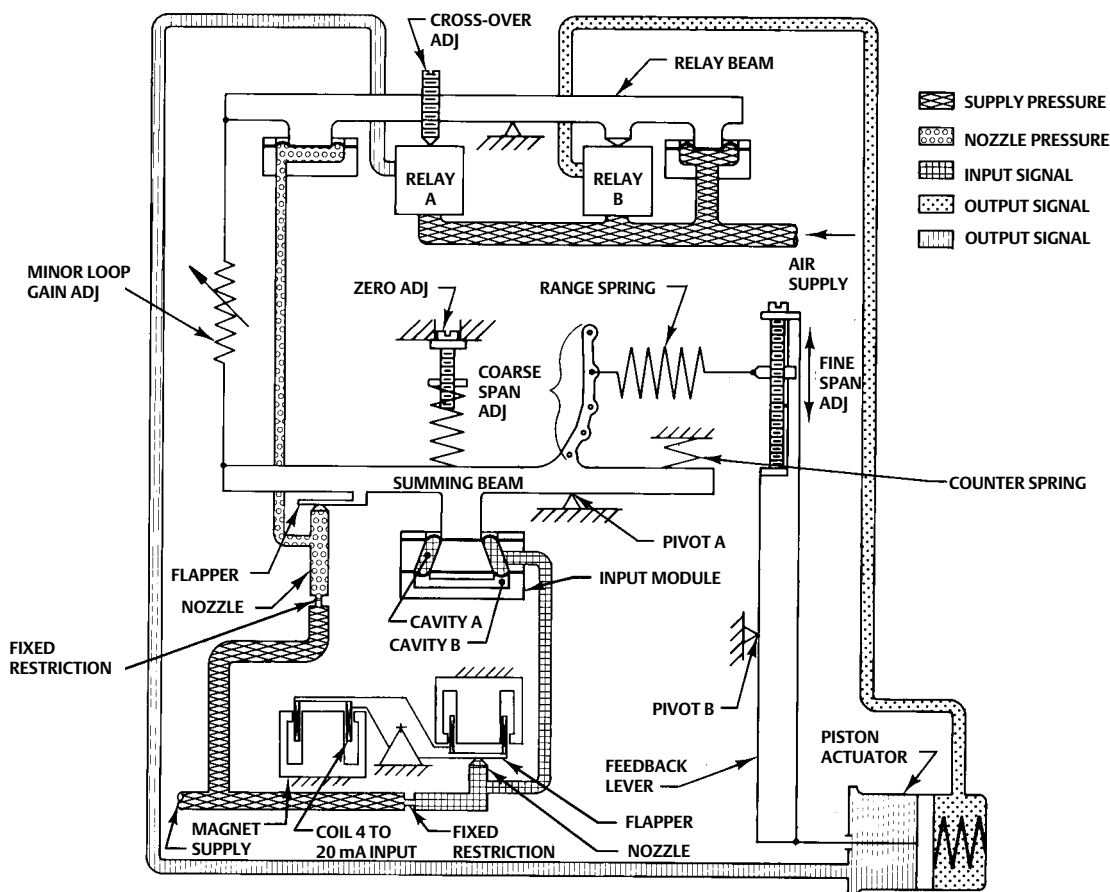 CROSS-OVER
ADJ
RELAY BEAM
SUPPLY PRESSURE
NOZZLE PRESSURE
INPUT SIGNAL
OUTPUT SIGNAL
OUTPUT SIGNAL
RELAY
A
RELAY
B
AIR
SUPPLY
MINOR LOOP
GAIN ADJ
ZERO ADJ
RANGE SPRING
COARSE
SPAN
ADJ
FINE
SPAN
ADJ
SUMMING BEAM
COUNTER SPRING
PIVOT A
FLAPPER
INPUT MODULE
NOZZLE
CAVITY A
CAVITY B
FIXED
RESTRICTION
PIVOT B
PISTON
ACTUATOR
FEEDBACK
LEVER
MAGNET
SUPPLY
COIL 4 TO
20 mA INPUT
FIXED
RESTRICTION
FLAPPER
NOZZLE